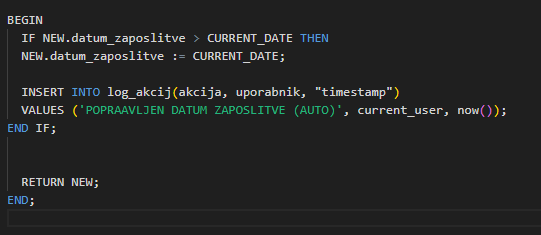 BEGIN
IF NEW.datum_zaposlitve > CURRENT_DATE THEN
NEW.datum_zaposlitve := CURRENT_DATE;
INSERT INTO log_akcij(akcija, uporabnik, "timestamp")
VALUES ('POPRAAVLJEN DATUM ZAPOSLITVE (AUTO)', current_user, now());
END IF;
RETURN NEW;
END;